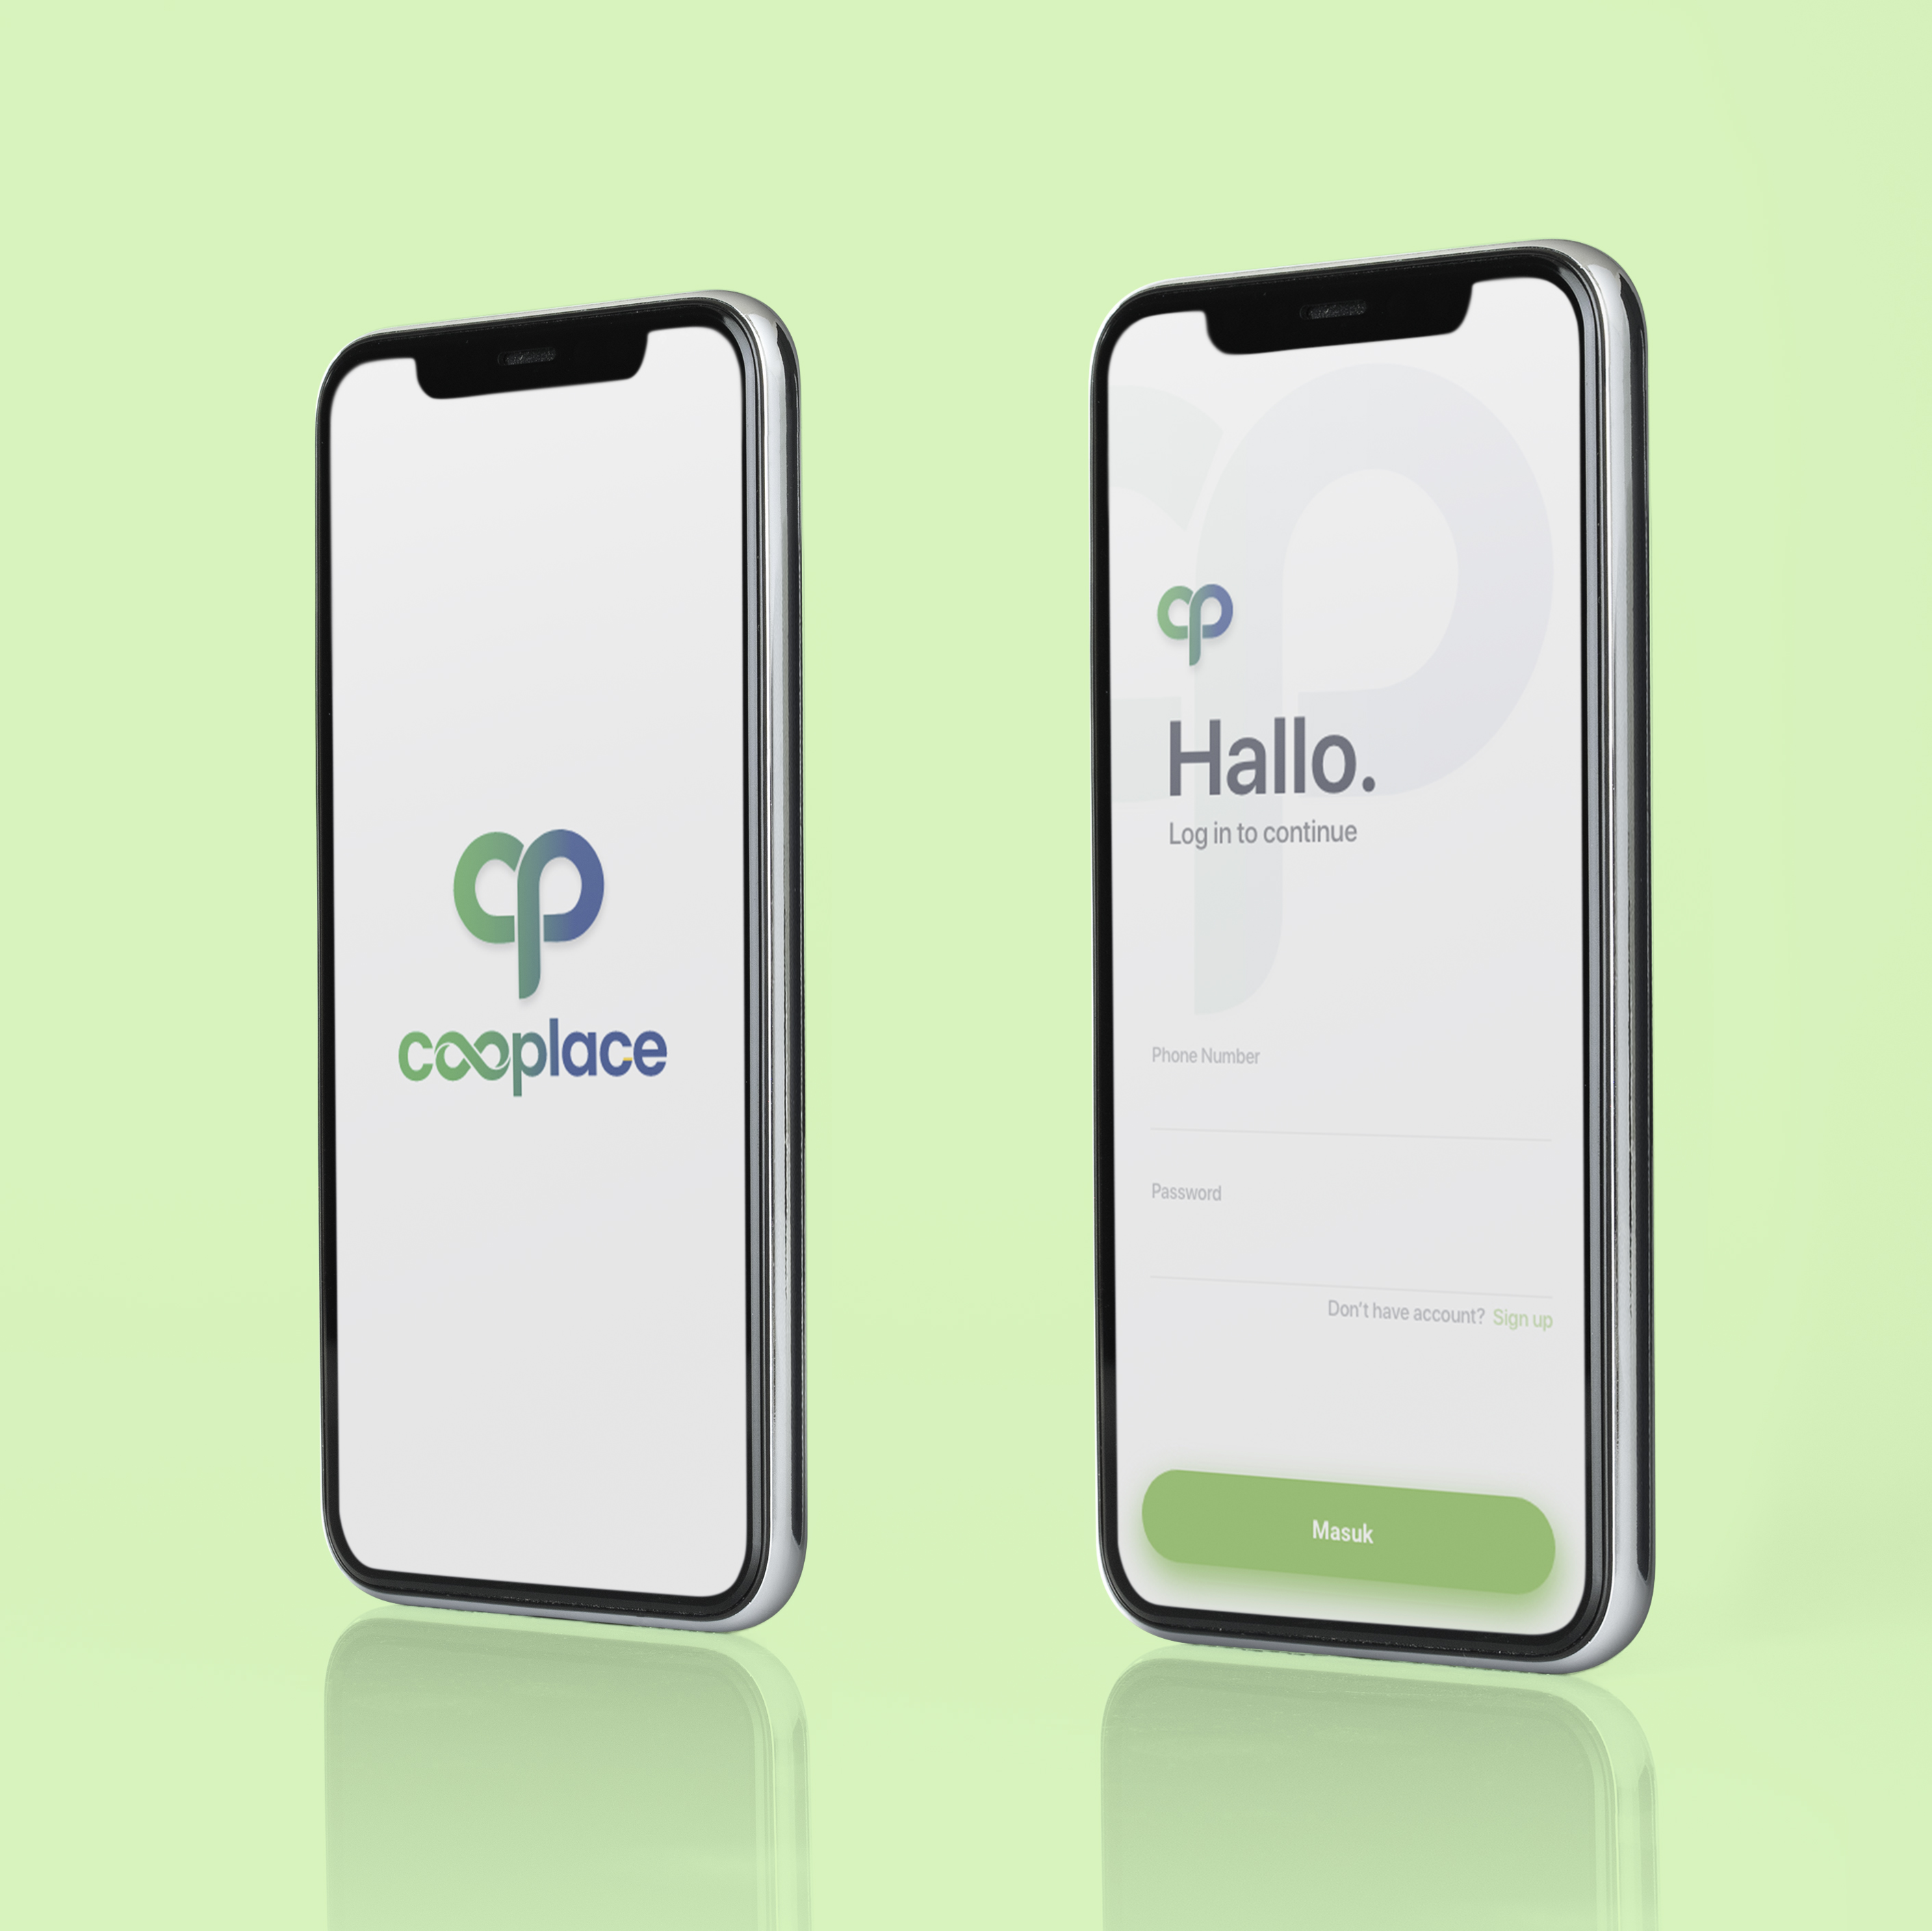 cp
cooplace
cp
Hallo.
Log in to continue
Phone Number
Password
Don't have account? Sign up
Masuk